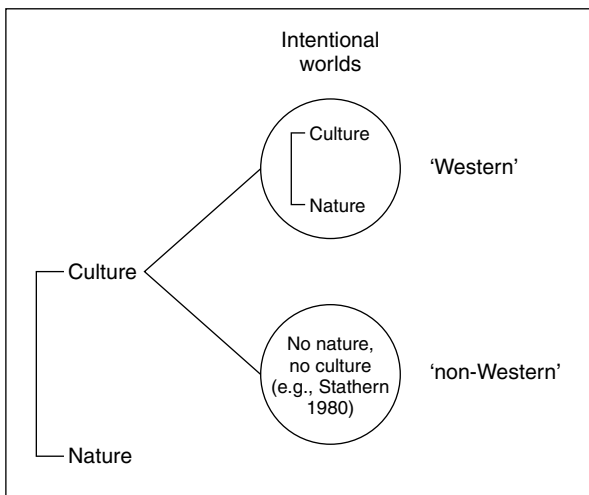 Intentional
worlds
Culture
Nature
'Western'
Culture
No nature,
no culture
(e.g., Stathern
1980)
'non-Western'
Nature